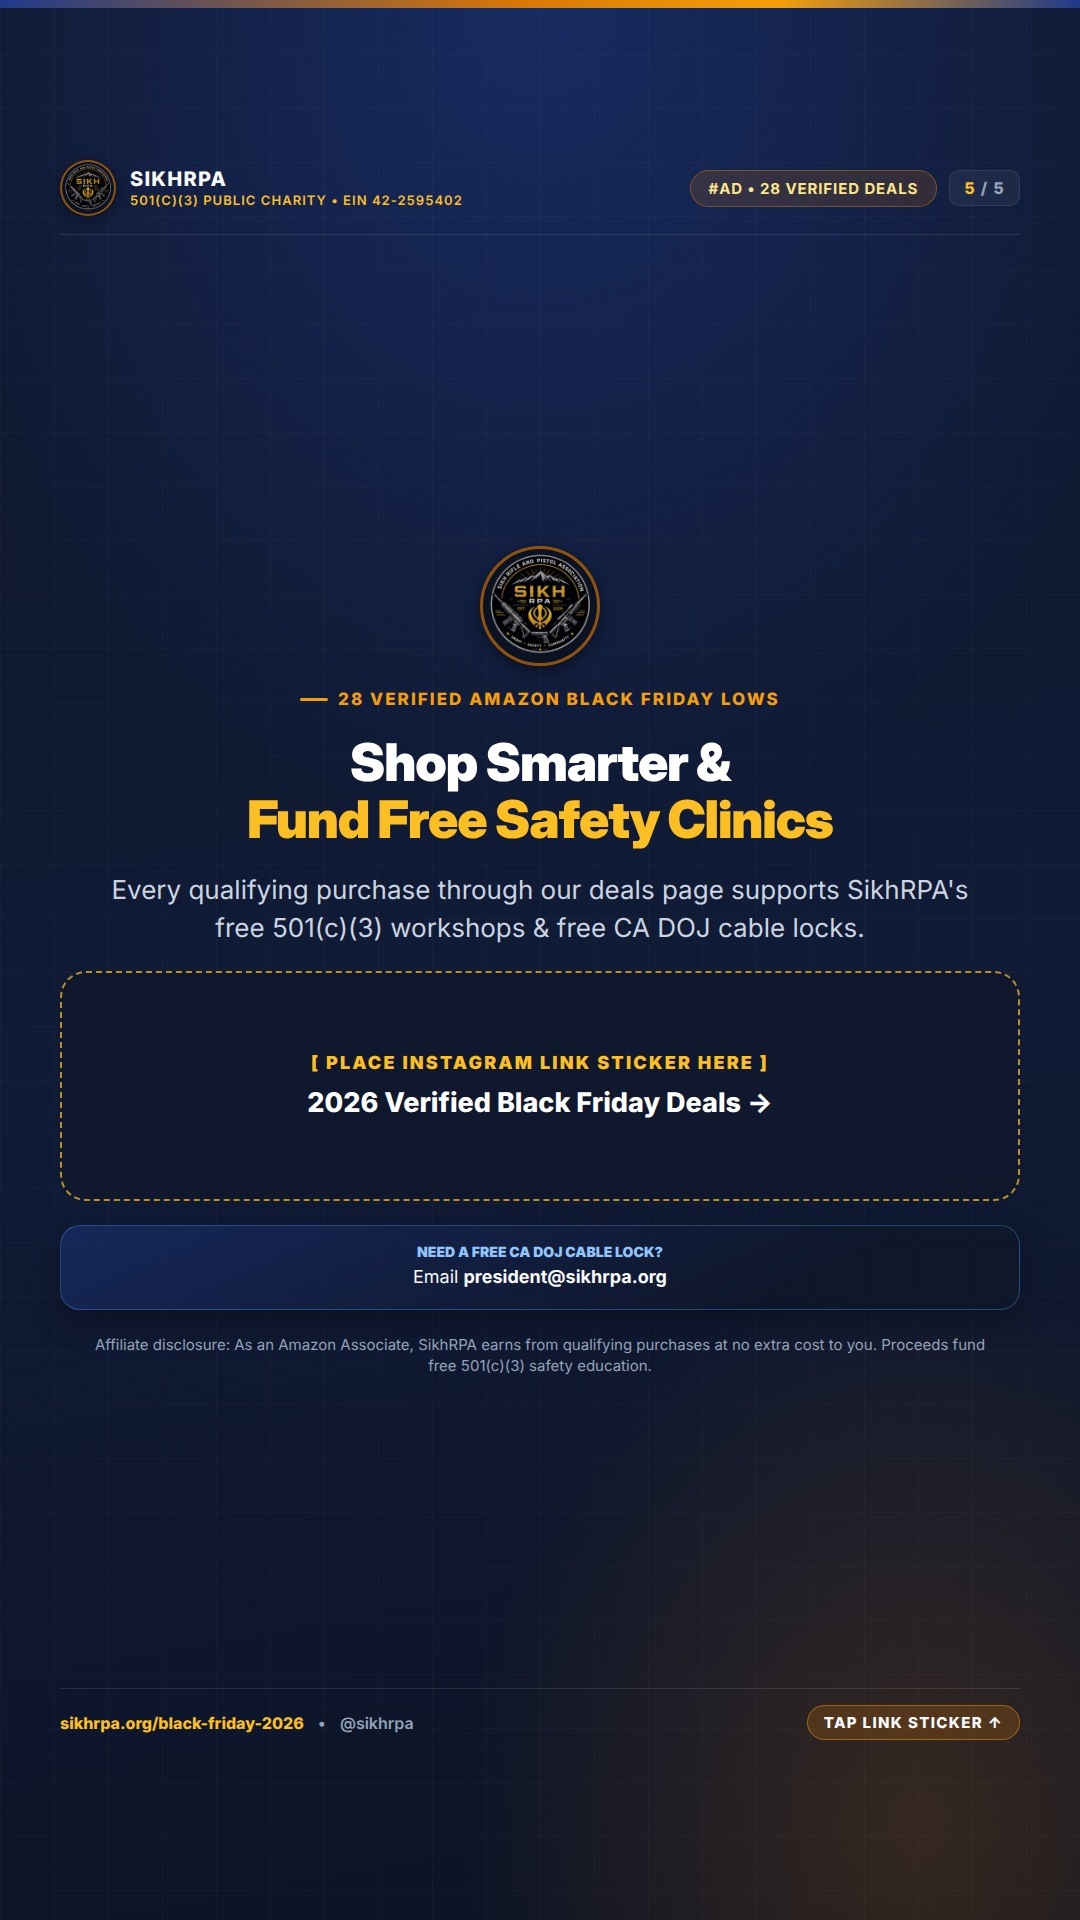 SIKHRPA
501(C)(3) PUBLIC CHARITY • EIN 42-2595402
#AD • 28 VERIFIED DEALS
5 / 5
SIKH RIFLE AND PISTOL ASSOCIATION
SIKH
RPA
28 VERIFIED AMAZON BLACK FRIDAY LOWS
Shop Smarter &
Fund Free Safety Clinics
Every qualifying purchase through our deals page supports SikhRPA's
free 501(c)(3) workshops & free CA DOJ cable locks.
[ PLACE INSTAGRAM LINK STICKER HERE ]
2026 Verified Black Friday Deals →
NEED A FREE CA DOJ CABLE LOCK?
Email president@sikhrpa.org
Affiliate disclosure: As an Amazon Associate, SikhRPA earns from qualifying purchases at no extra cost to you. Proceeds fund
free 501(c)(3) safety education.
sikhrpa.org/black-friday-2026 • @sikhrpa
TAP LINK STICKER ↑